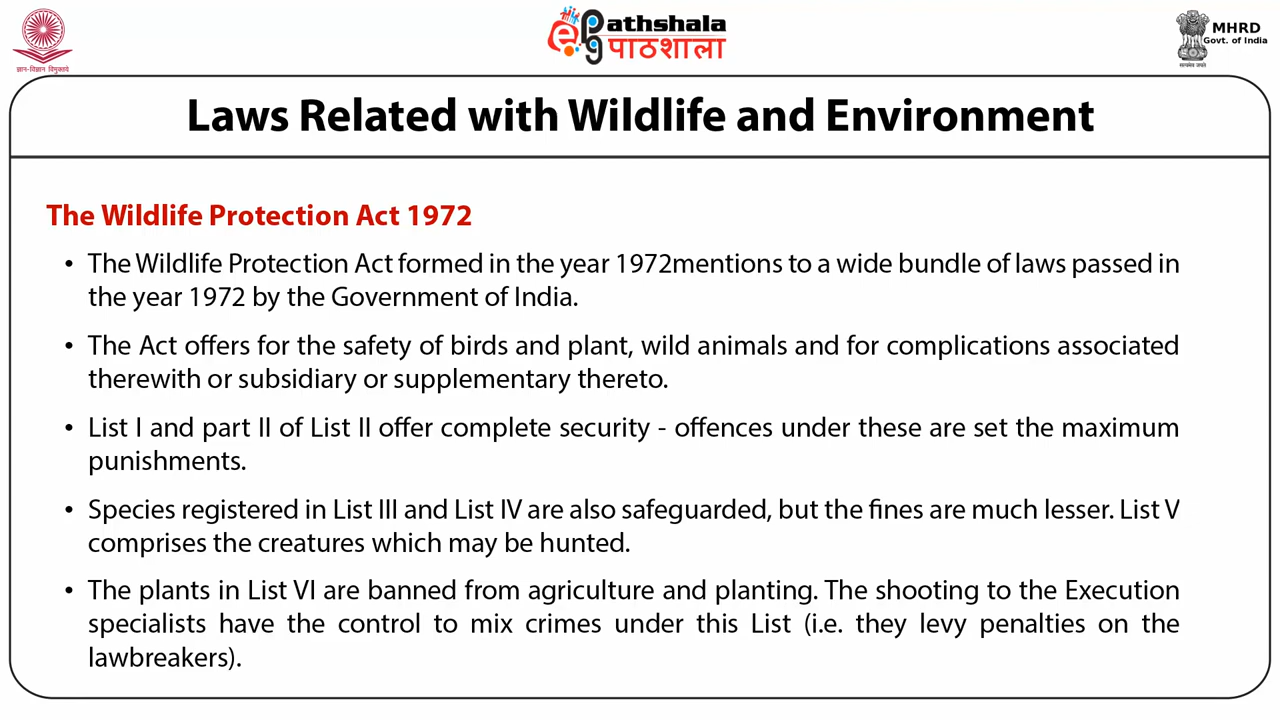 ज्ञान-विज्ञान विमुक्तये
ePG Pathshala
पाठशाला
MHRD
Govt. of India
सत्यमेव जयते
Laws Related with Wildlife and Environment
The Wildlife Protection Act 1972
• The Wildlife Protection Act formed in the year 1972mentions to a wide bundle of laws passed in
the year 1972 by the Government of India.
• The Act offers for the safety of birds and plant, wild animals and for complications associated
therewith or subsidiary or supplementary thereto.
• List I and part II of List II offer complete security - offences under these are set the maximum
punishments.
• Species registered in List III and List IV are also safeguarded, but the fines are much lesser. List V
comprises the creatures which may be hunted.
• The plants in List VI are banned from agriculture and planting. The shooting to the Execution
specialists have the control to mix crimes under this List (i.e. they levy penalties on the
lawbreakers).